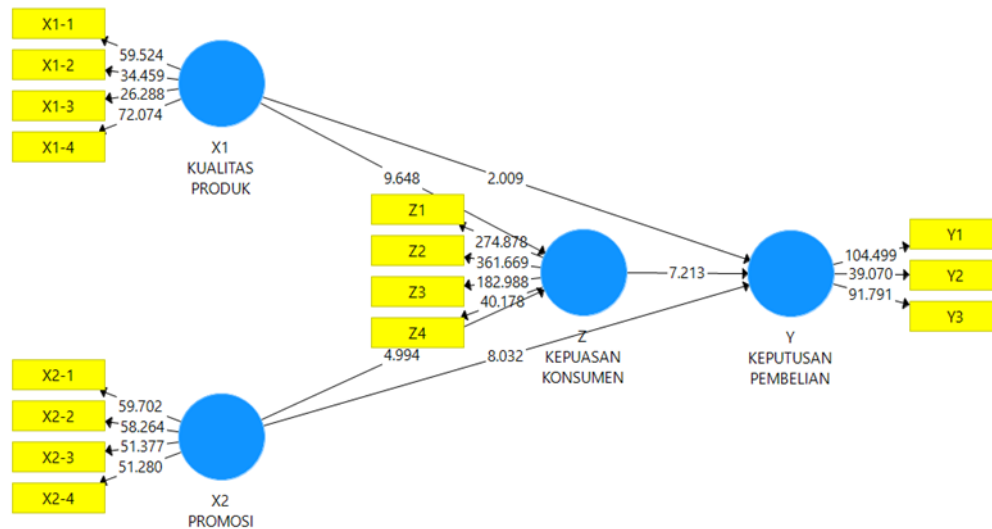 X1-1
X1-2
X1-3
X1-4
59.524
34.459
26.288
72.074
X1
KUALITAS
PRODUK
9.648
2.009
Z1
Z2
Z3
Z4
274.878
361.669
182.988
40.178
Z
KEPUASAN
KONSUMEN
7.213
Y
KEPUTUSAN
PEMBELIAN
104.499
39.070
91.791
Y1
Y2
Y3
4.994
8.032
X2-1
X2-2
X2-3
X2-4
59.702
58.264
51.377
51.280
X2
PROMOSI